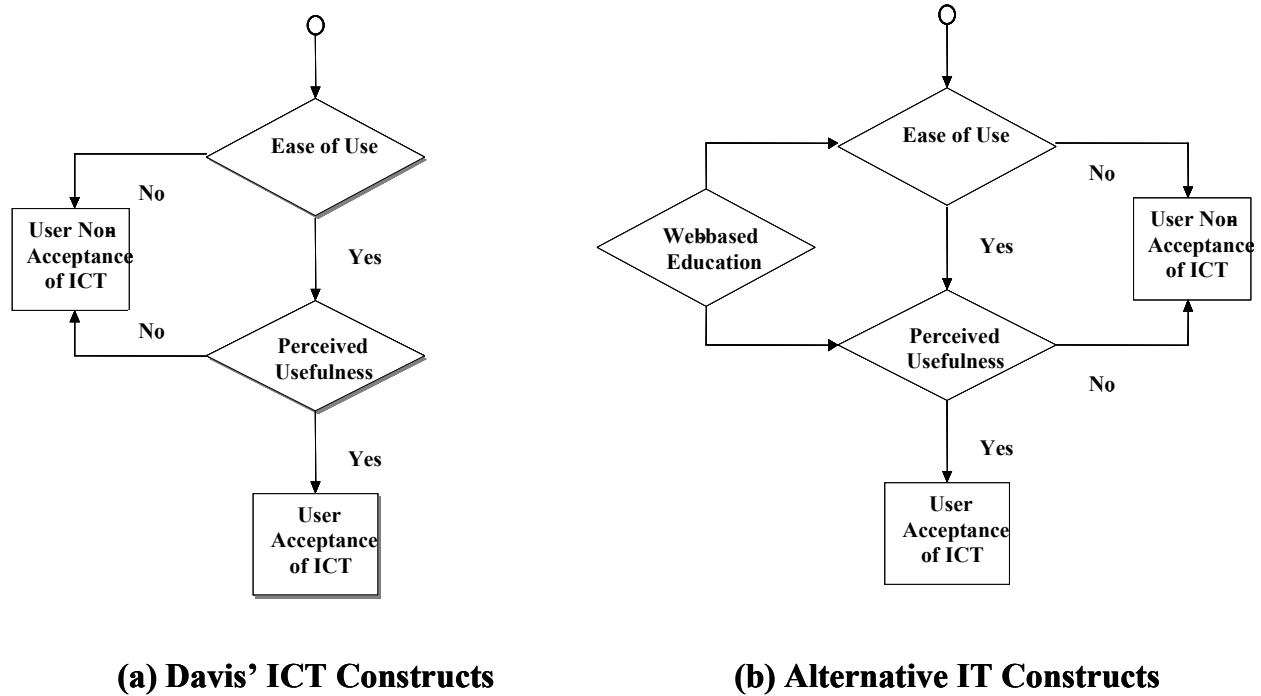 Ease of Use
No
User Non-
Acceptance
of ICT
Yes
No
Perceived
Usefulness
Yes
User
Acceptance
of ICT
(a) Davis’ ICT Constructs
Ease of Use
No
Web-based
Education
Yes
User Non-
Acceptance
of ICT
Perceived
Usefulness
No
Yes
User
Acceptance
of ICT
(b) Alternative IT Constructs